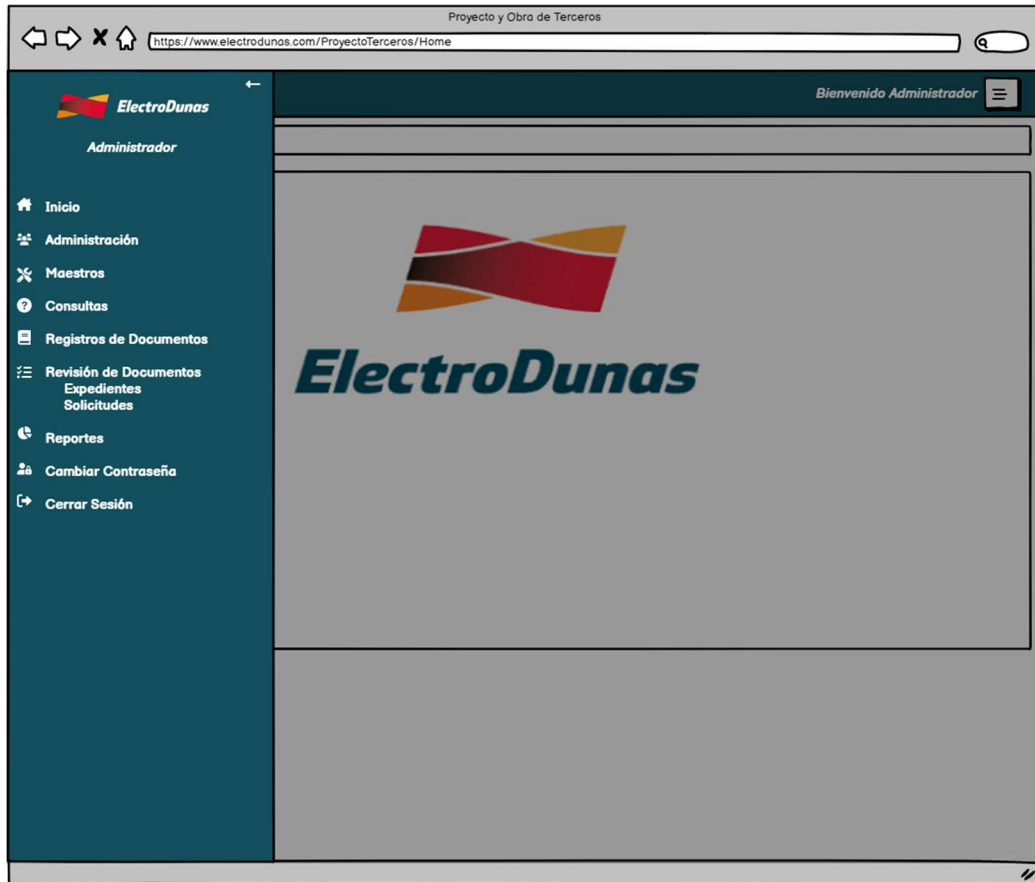 Proyecto y Obra de Terceros
https://www.electrodunas.com/ProyectoTerceros/Home
ElectroDunas
Bienvenido Administrador
Administrador
Inicio
Administración
Maestros
Consultas
Registros de Documentos
Revisión de Documentos
Expedientes
Solicitudes
Reportes
Cambiar Contraseña
Cerrar Sesión
ElectroDunas